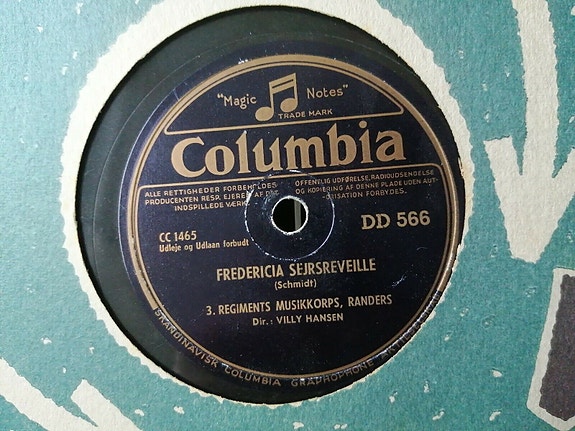 "Magic Notes"
TRADE MARK
Columbia
ALLE RETTIGHEDER FORBEHOLDES
PRODUCENTEN RESP. EJEREN AF DET
INDSPILLEDE VÆRK.
OFFENTLIG UDFØRELSE, RADIOUDSENDELSE
OG KOPIERING AF DENNE PLADE UDEN AUT-
ORISATION FORBYDES.
CC 1465
Udleje og Udlaan forbudt
DD 566
FREDERICIA SEJRSREVEILLE
(Schmidt)
3. REGIMENTS MUSIKKORPS, RANDERS
Dir.: VILLY HANSEN
SKANDINAVISK COLUMBIA GRAPHOPHONE AKTIESELSKAB